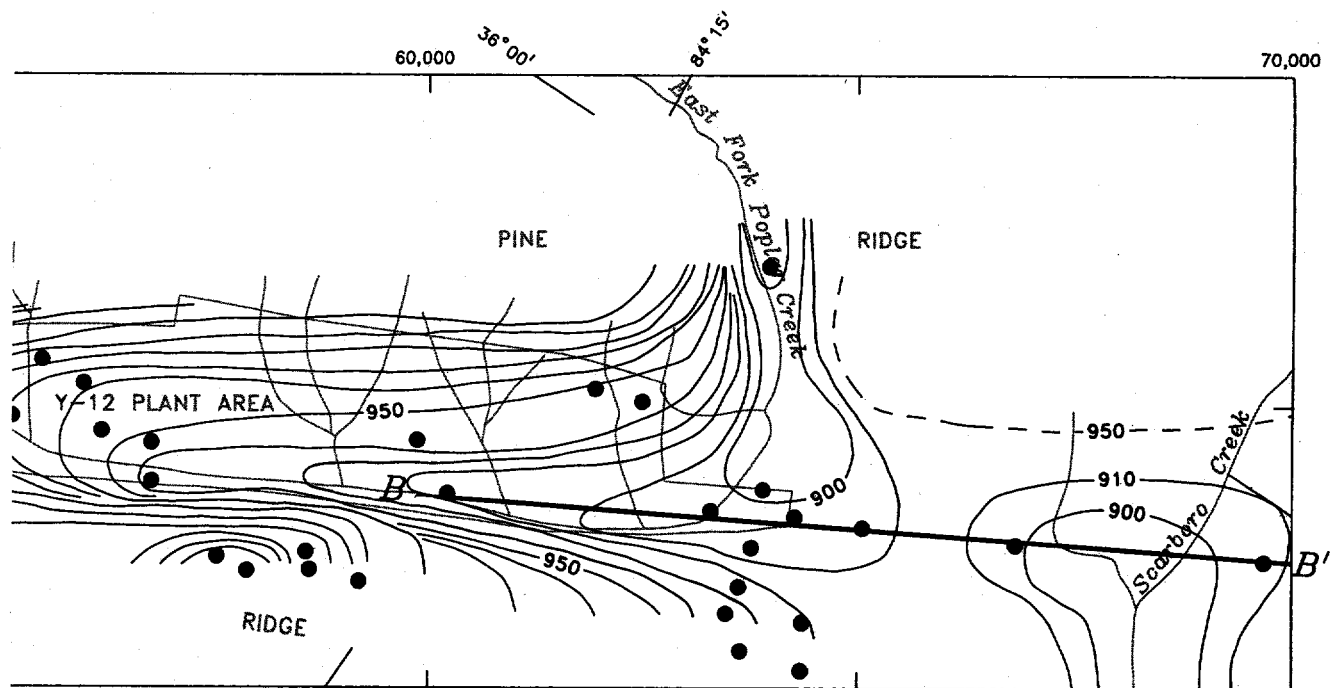 60,000
36°00'
84°15'
70,000
East Fork Poplar Creek
PINE
RIDGE
Y-12 PLANT AREA
950
950
Scarboro Creek
910
900
900
B
B'
950
RIDGE